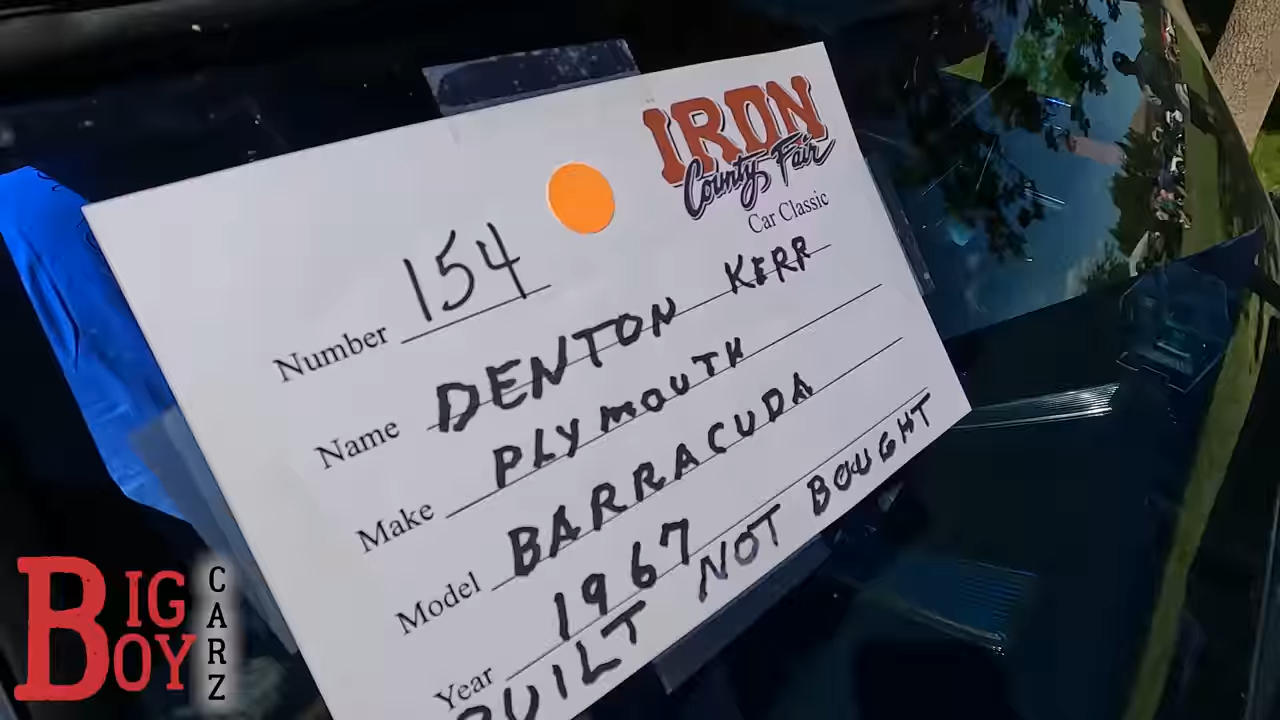 IRON
County Fair
Car Classic
Number 154
Name DENTON KERR
Make PLYMOUTH
Model BARRACUDA
Year 1967
BUILT NOT BOUGHT
BIG BOY
CARZ